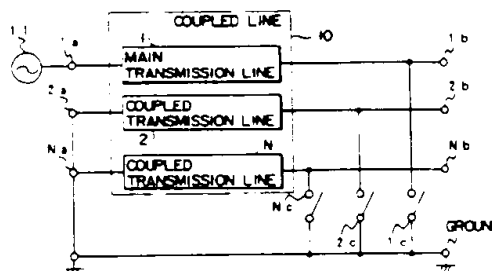 COUPLED LINE
10
11
1a
1
1b
MAIN
TRANSMISSION LINE
2a
2b
COUPLED
TRANSMISSION LINE
2
N
Na
Nb
COUPLED
TRANSMISSION LINE
Nc
2c
1c
GROUN